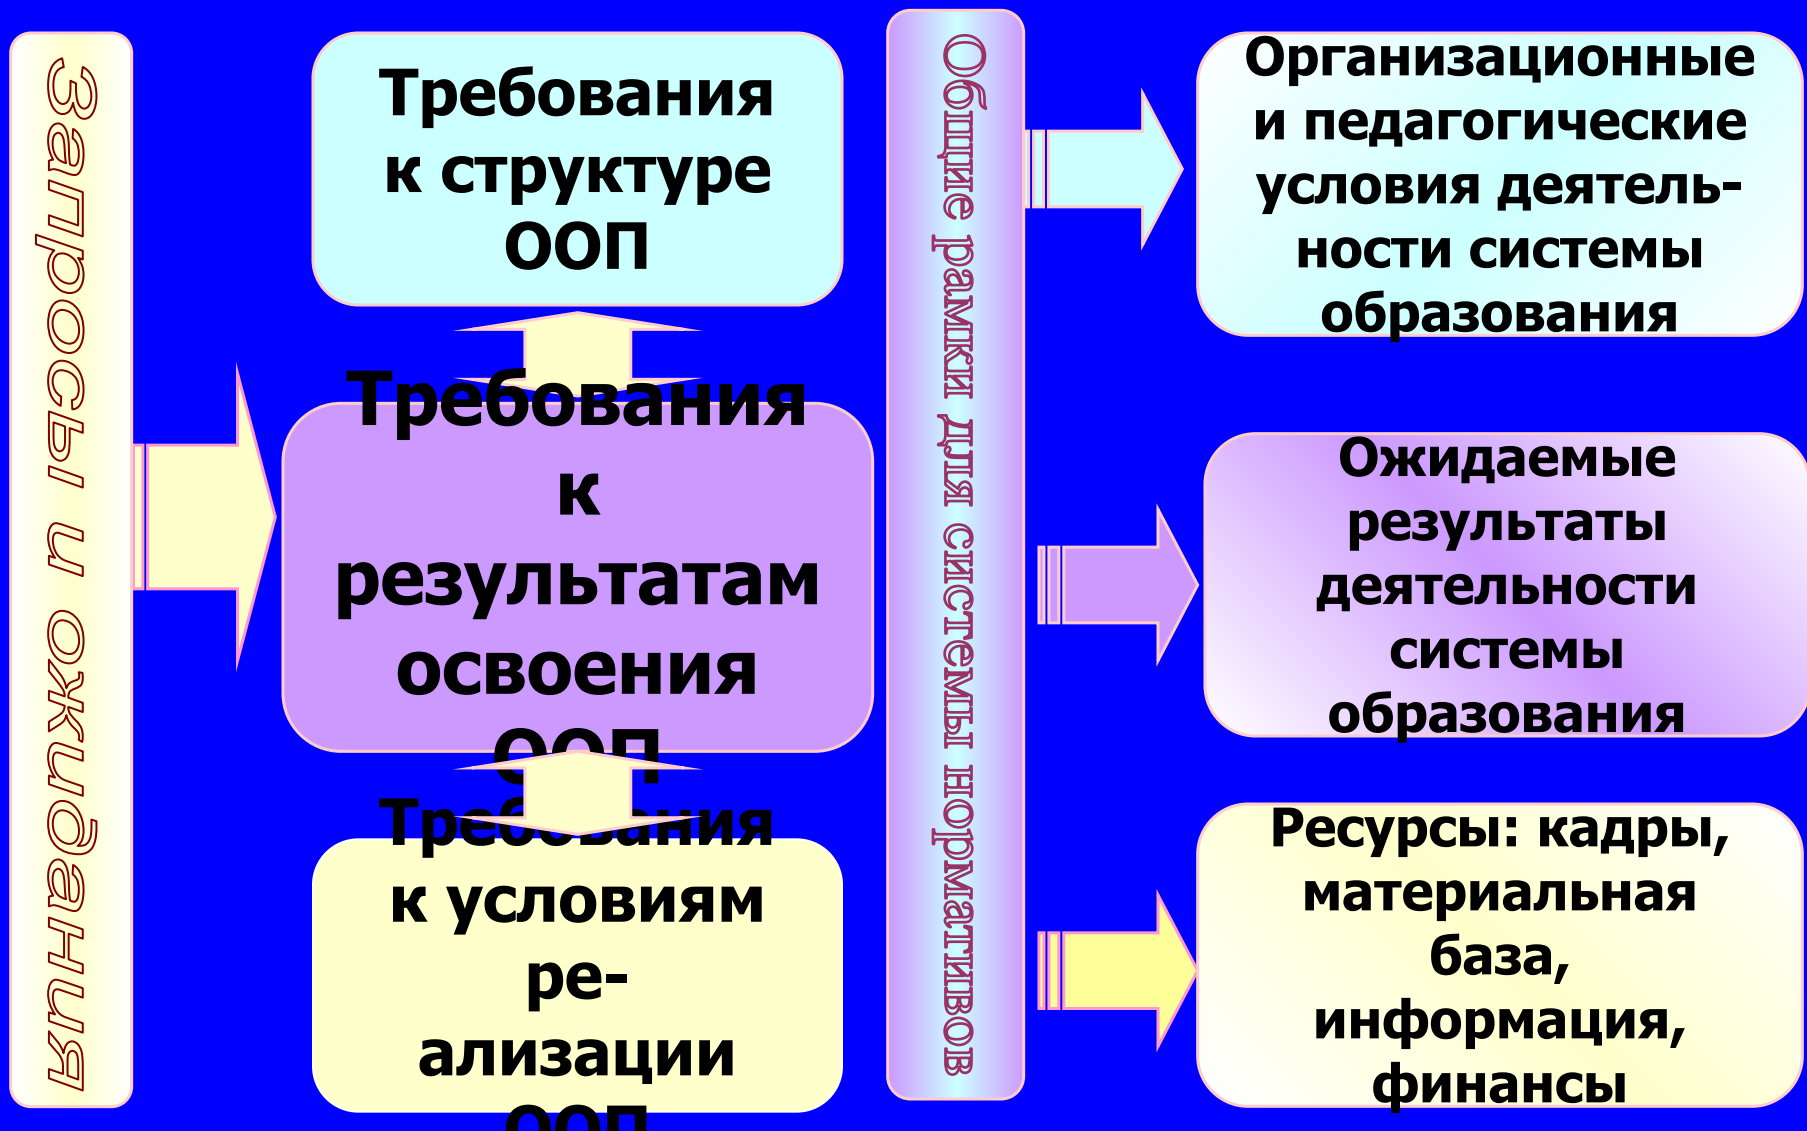 Запросы и ожидания
Требования
к структуре
ООП
Требования
к
результатам
освоения
ООП
Требования
к условиям
ре-
ализации
ООП
Общие рамки для системы нормативов
Организационные
и педагогические
условия деятель-
ности системы
образования
Ожидаемые
результаты
деятельности
системы
образования
Ресурсы: кадры,
материальная
база,
информация,
финансы